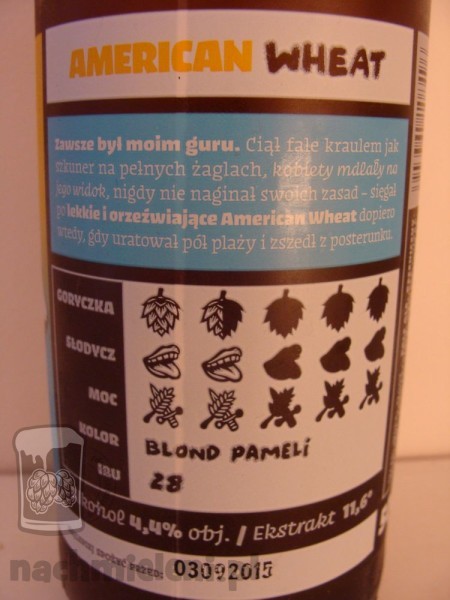 AMERICAN WHEAT
Zawsze był moim guru. Ciął fale kraulem jak
szkuner na pełnych żaglach, kobiety mdlały na
jego widok, nigdy nie naginał swoich zasad – sięgał
po lekkie i orzeźwiające American Wheat dopiero
wtedy, gdy uratował pół plaży i zszedł z posterunku.
GORYCZKA
SŁODYCZ
MOC
KOLOR BLOND PAMELI
IBU 28
alkohol 4,4% obj. / Ekstrakt 11,6°
03092015